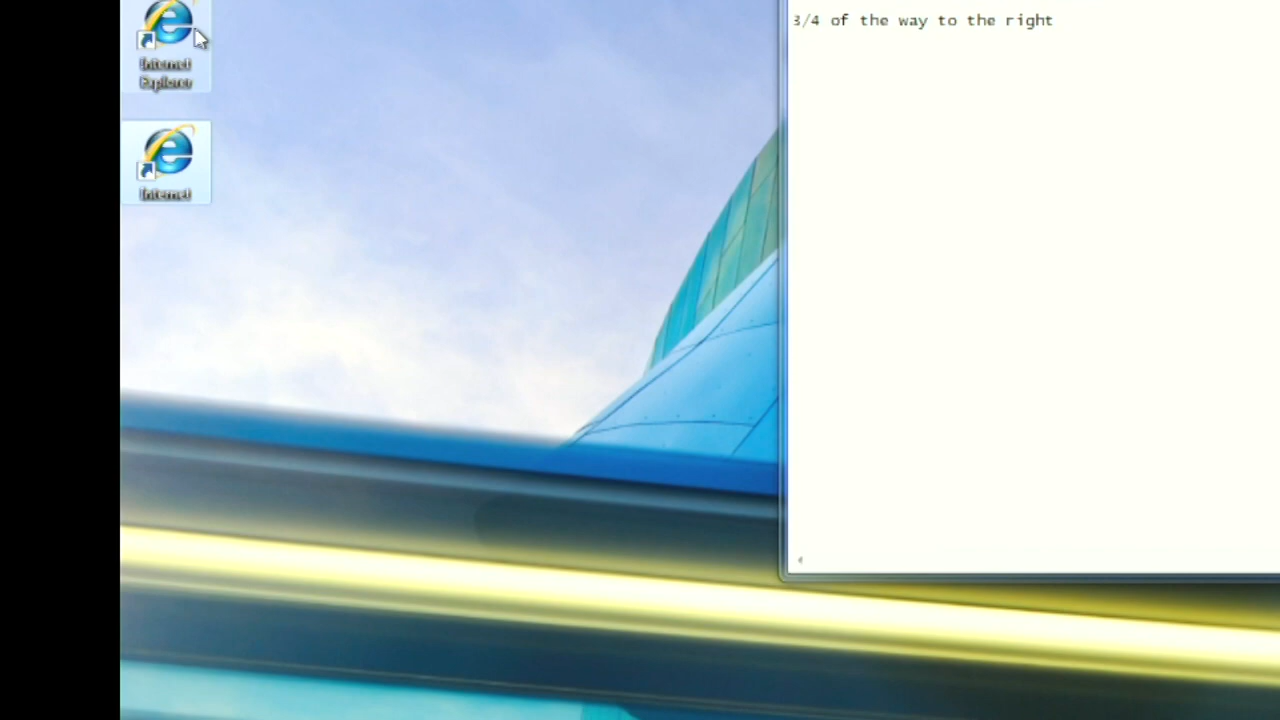 3/4 of the way to the right
Internet
Explorer
Internet